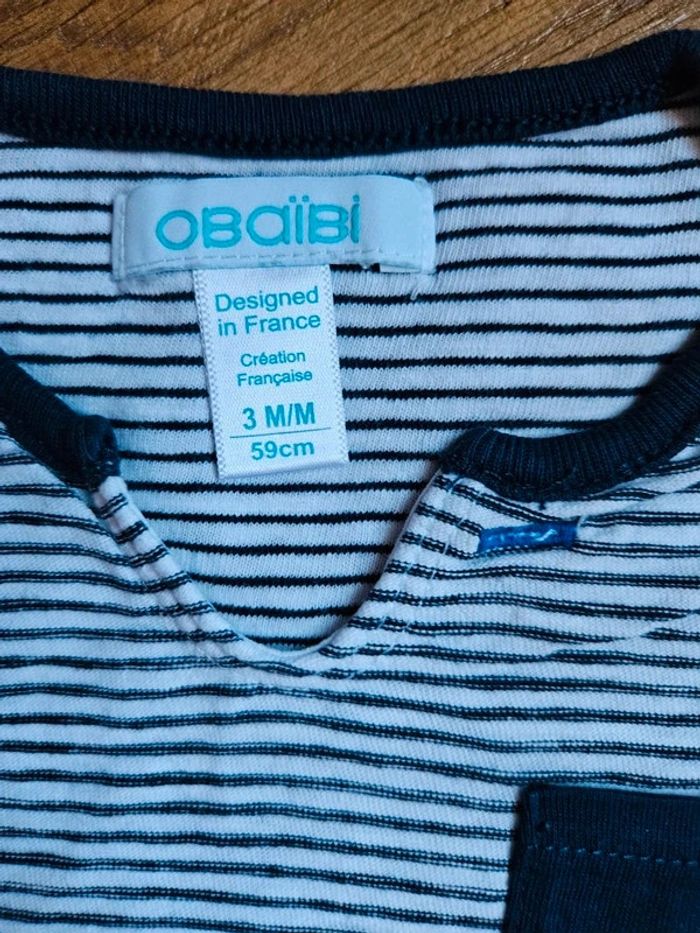 OBaïBi
Designed
in France
Création
Française
3 M/M
59cm